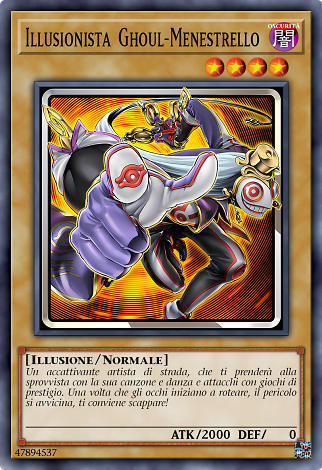 Illusionista Ghoul-Menestrello
OSCURITÀ
闇
[Illusione/Normale]
Un accattivante artista di strada, che ti prenderà alla
sprovvista con la sua canzone e danza e attacchi con giochi di
prestigio. Una volta che gli occhi iniziano a roteare, il pericolo
si avvicina, ti conviene scappare!
ATK/2000 DEF/ 0
47894537